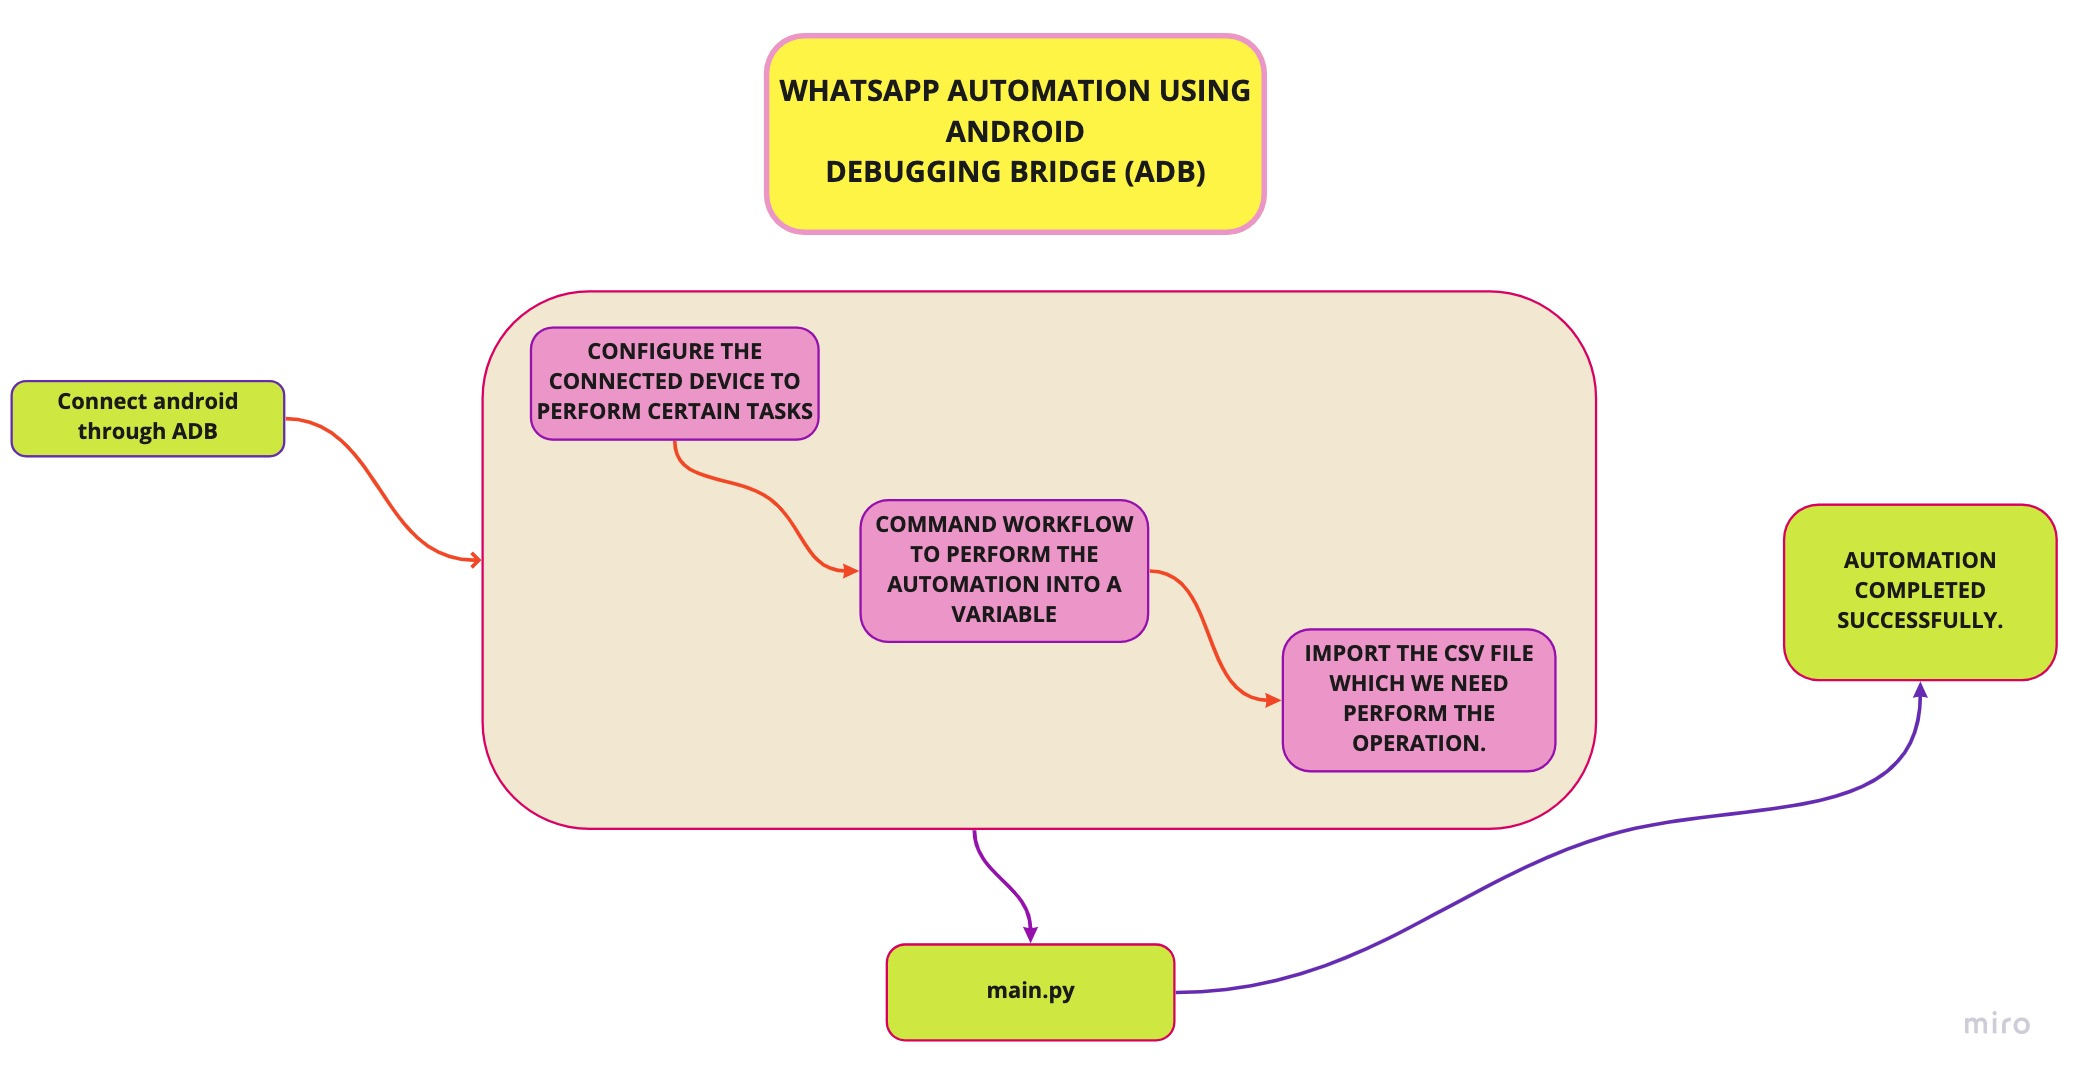 WHATSAPP AUTOMATION USING
ANDROID
DEBUGGING BRIDGE (ADB)
Connect android
through ADB
CONFIGURE THE
CONNECTED DEVICE TO
PERFORM CERTAIN TASKS
COMMAND WORKFLOW
TO PERFORM THE
AUTOMATION INTO A
VARIABLE
IMPORT THE CSV FILE
WHICH WE NEED
PERFORM THE
OPERATION.
main.py
AUTOMATION
COMPLETED
SUCCESSFULLY.
miro